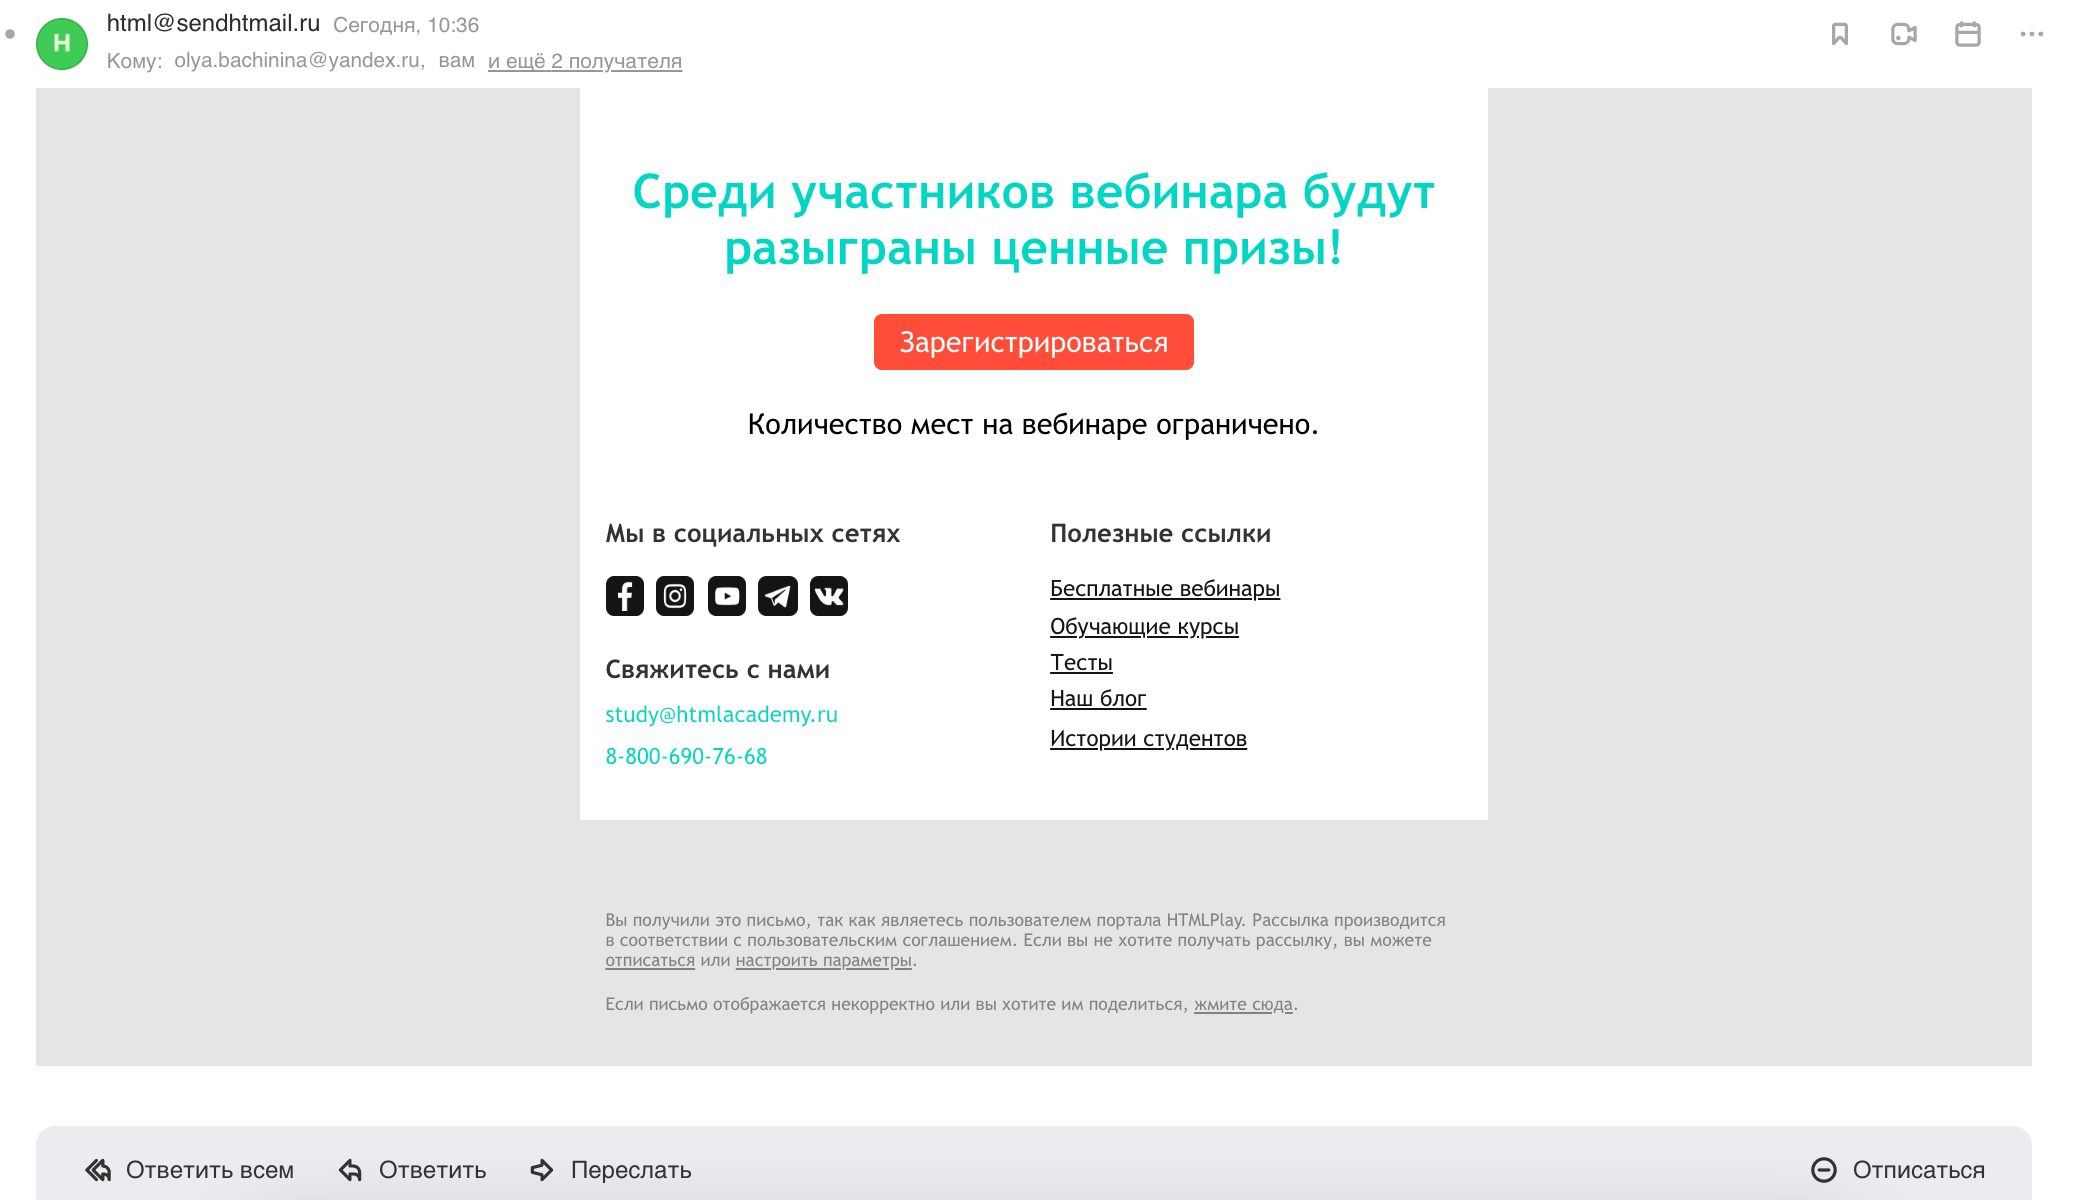 H
html@sendhtmail.ru Сегодня, 10:36
Кому: olya.bachinina@yandex.ru, вам и ещё 2 получателя
Среди участников вебинара будут
разыграны ценные призы!
Зарегистрироваться
Количество мест на вебинаре ограничено.
Мы в социальных сетях
Свяжитесь с нами
study@htmlacademy.ru
8-800-690-76-68
Полезные ссылки
Бесплатные вебинары
Обучающие курсы
Тесты
Наш блог
Истории студентов
Вы получили это письмо, так как являетесь пользователем портала HTMLPlay. Рассылка производится
в соответствии с пользовательским соглашением. Если вы не хотите получать рассылку, вы можете
отписаться или настроить параметры.
Если письмо отображается некорректно или вы хотите им поделиться, жмите сюда.
Ответить всем Ответить Переслать Отписаться